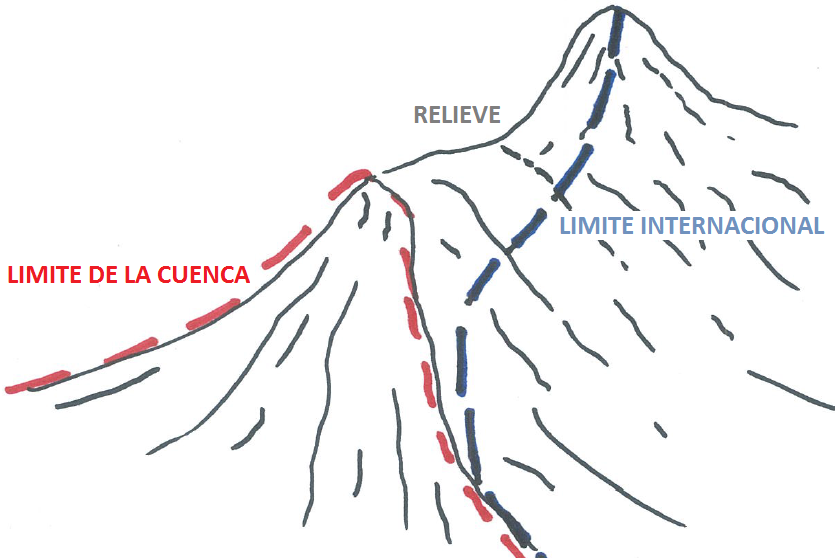 RELIEVE
LIMITE INTERNACIONAL
LIMITE DE LA CUENCA